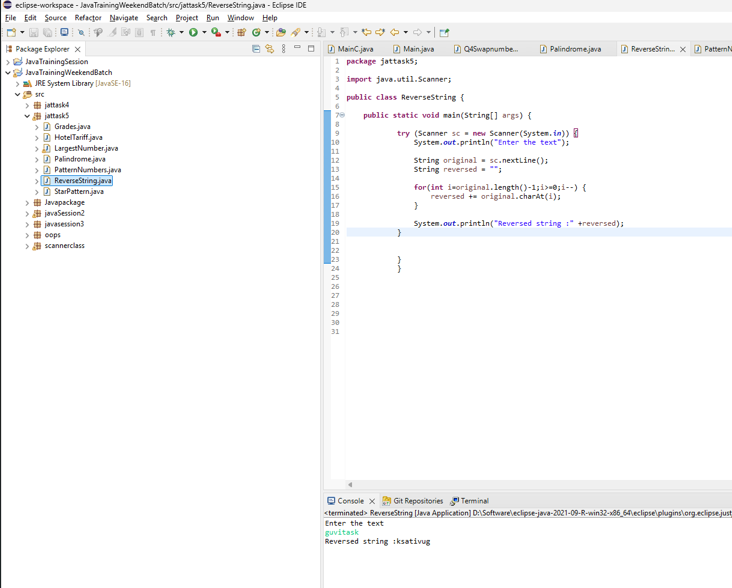 eclipse-workspace - JavaTrainingWeekendBatch/src/jattask5/ReverseString.java - Eclipse IDE
File Edit Source Refactor Navigate Search Project Run Window Help
Package Explorer
MainC.java Main.java Q4Swapnumbe... Palindrome.java ReverseStrin... PatternN
JavaTrainingSession
JavaTrainingWeekendBatch
JRE System Library [JavaSE-16]
src
jattask4
jattask5
Grades.java
HotelTariff.java
LargestNumber.java
Palindrome.java
PatternNumbers.java
ReverseString.java
StarPattern.java
Javapackage
javaSession2
javasession3
oops
scannerclass
1 package jattask5;
2
3 import java.util.Scanner;
4
5 public class ReverseString {
6
7 public static void main(String[] args) {
8
9 try (Scanner sc = new Scanner(System.in)) {
10 System.out.println("Enter the text");
11
12 String original = sc.nextLine();
13 String reversed = "";
14
15 for(int i=original.length()-1;i>=0;i--) {
16 reversed += original.charAt(i);
17 }
18
19 System.out.println("Reversed string :" +reversed);
20 }
21
22
23 }
24 }
25
26
27
28
29
30
31
Console Git Repositories Terminal
<terminated> ReverseString [Java Application] D:\Software\eclipse-java-2021-09-R-win32-x86_64\eclipse\plugins\org.eclipse.just
Enter the text
guvitask
Reversed string :ksativug